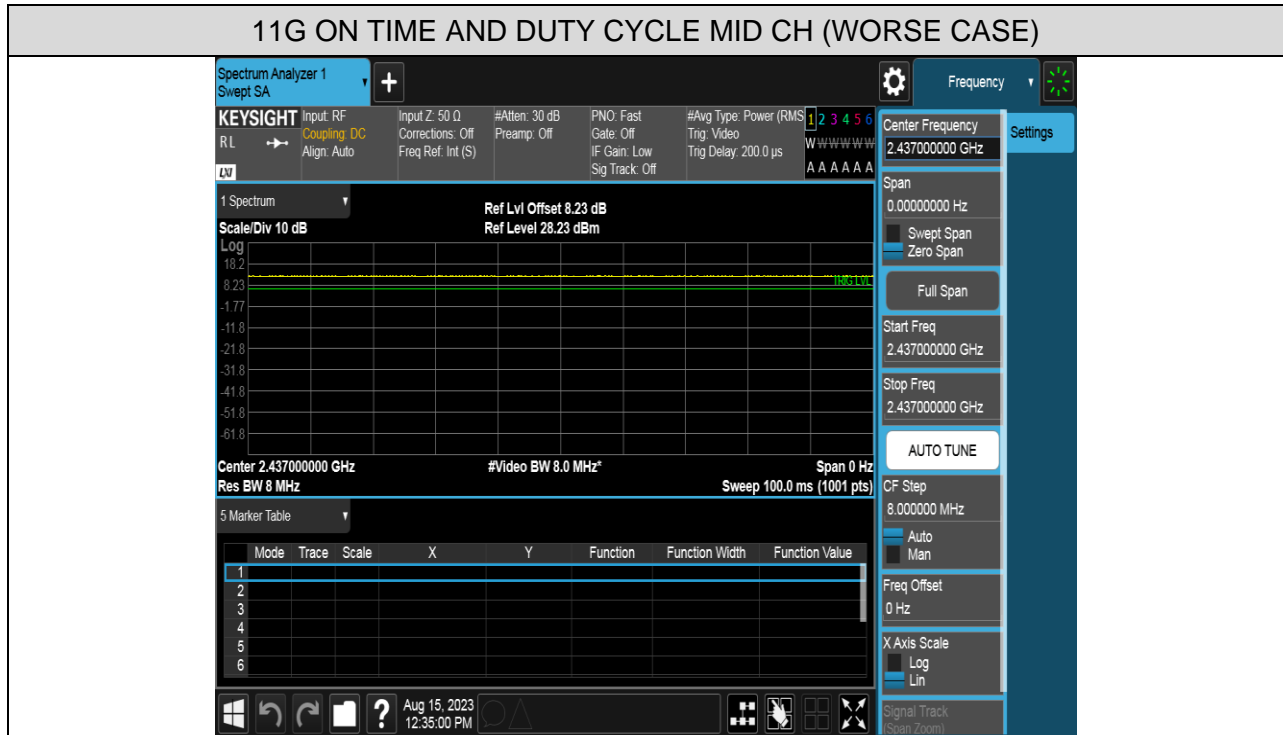 11G ON TIME AND DUTY CYCLE MID CH (WORSE CASE)
Spectrum Analyzer 1
Swept SA
+
Frequency
KEYSIGHT
RL
LXI
Input: RF
Coupling: DC
Align: Auto
Input Z: 50 Ω
Corrections: Off
Freq Ref: Int (S)
#Atten: 30 dB
Preamp: Off
PNO: Fast
Gate: Off
IF Gain: Low
Sig Track: Off
#Avg Type: Power (RMS
Trig: Video
Trig Delay: 200.0 µs
1 2 3 4 5 6
W W W W W W
A A A A A A
1 Spectrum
Scale/Div 10 dB
Ref Lvl Offset 8.23 dB
Ref Level 28.23 dBm
Log
18.2
8.23
-1.77
-11.8
-21.8
-31.8
-41.8
-51.8
-61.8
TRIG LVL
Center 2.437000000 GHz
#Video BW 8.0 MHz*
Span 0 Hz
Res BW 8 MHz
Sweep 100.0 ms (1001 pts)
5 Marker Table
Mode Trace Scale X Y Function Function Width Function Value
1
2
3
4
5
6
Center Frequency
2.437000000 GHz
Settings
Span
0.00000000 Hz
Swept Span
Zero Span
Full Span
Start Freq
2.437000000 GHz
Stop Freq
2.437000000 GHz
AUTO TUNE
CF Step
8.000000 MHz
Auto
Man
Freq Offset
0 Hz
X Axis Scale
Log
Lin
Signal Track
(Span Zoom)
?
Aug 15, 2023
12:35:00 PM